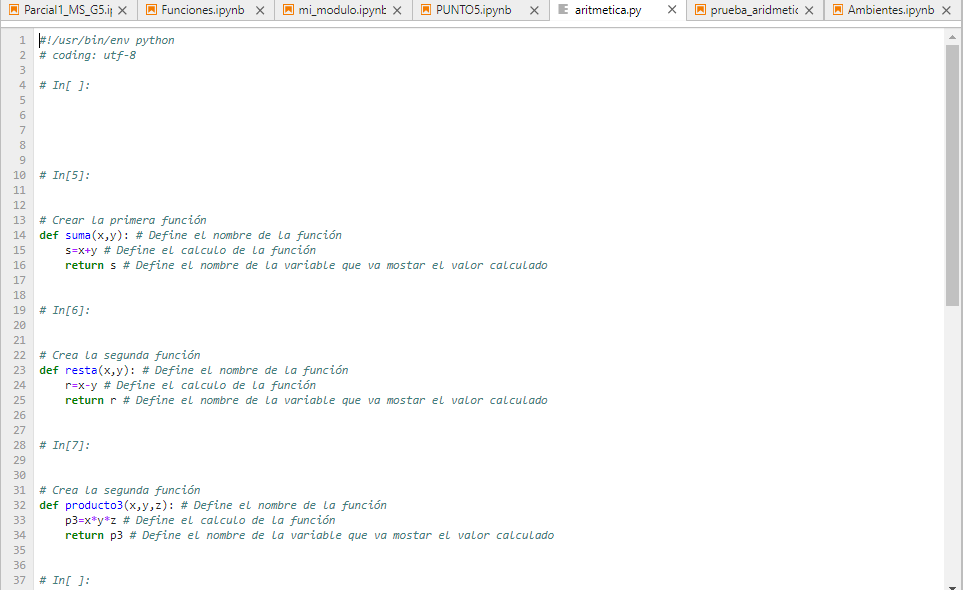 Parcial1_MS_G5.i Funciones.ipynb mi_modulo.ipynb PUNTO5.ipynb aritmetica.py prueba_aridmetic Ambientes.ipynb
1 #!/usr/bin/env python
2 # coding: utf-8
3
4 # In[ ]:
5
6
7
8
9
10 # In[5]:
11
12
13 # Crear la primera función
14 def suma(x,y): # Define el nombre de la función
15 s=x+y # Define el calculo de la función
16 return s # Define el nombre de la variable que va mostar el valor calculado
17
18
19 # In[6]:
20
21
22 # Crea la segunda función
23 def resta(x,y): # Define el nombre de la función
24 r=x-y # Define el calculo de la función
25 return r # Define el nombre de la variable que va mostar el valor calculado
26
27
28 # In[7]:
29
30
31 # Crea la segunda función
32 def producto3(x,y,z): # Define el nombre de la función
33 p3=x*y*z # Define el calculo de la función
34 return p3 # Define el nombre de la variable que va mostar el valor calculado
35
36
37 # In[ ]: